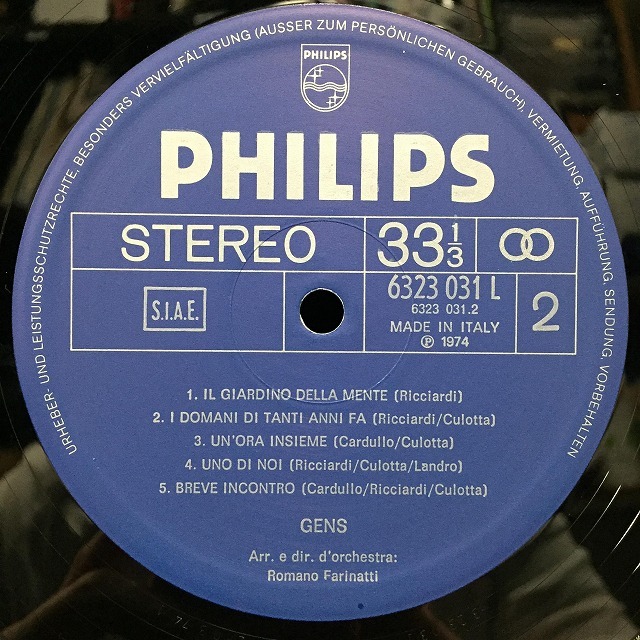 URHEBER- UND LEISTUNGSSCHUTZRECHTE, BESONDERS VERVIELFÄLTIGUNG (AUSSER ZUM PERSÖNLICHEN GEBRAUCH), VERMIETUNG, AUFFÜHRUNG, SENDUNG, VORBEHALTEN
PHILIPS
PHILIPS
STEREO 33 1/3
S.I.A.E. 6323 031 L 2
6323 031.2
MADE IN ITALY
Ⓟ 1974
1. IL GIARDINO DELLA MENTE (Ricciardi)
2. I DOMANI DI TANTI ANNI FA (Ricciardi/Culotta)
3. UN'ORA INSIEME (Cardullo/Culotta)
4. UNO DI NOI (Ricciardi/Culotta/Landro)
5. BREVE INCONTRO (Cardullo/Ricciardi/Culotta)
GENS
Arr. e dir. d'orchestra:
Romano Farinatti